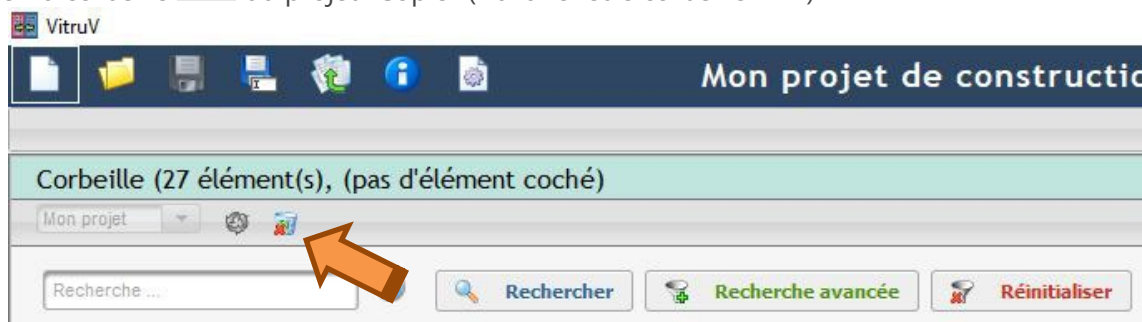 VitruV
Mon projet de constructio
Corbeille (27 élément(s), (pas d'élément coché)
Mon projet
Recherche ...
Rechercher
Recherche avancée
Réinitialiser